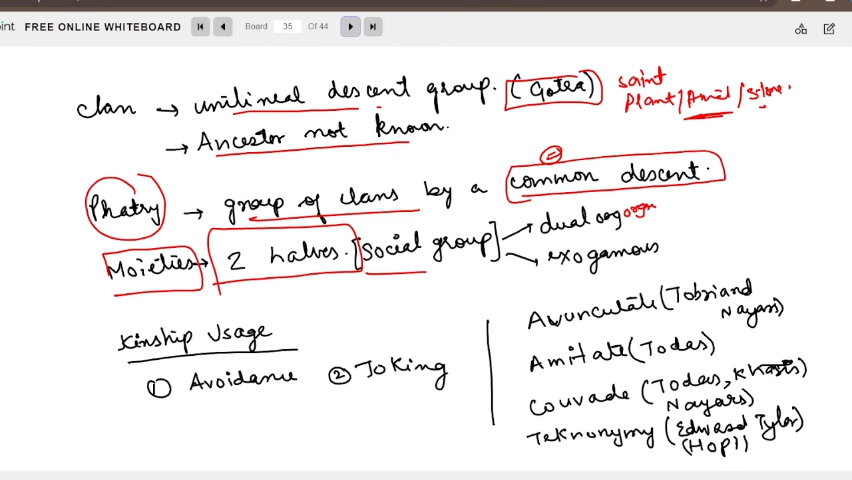 oint FREE ONLINE WHITEBOARD Board 35 Of 44
clan → unilineal descent group. (Gotra) saint
Plant/Animal/stone.
→ Ancestor not known.
Phatry → group of clans by a common descent.
Moieties → 2 halves. [social group] → dual org orgn
→ exogamous
Kinship Usage
① Avoidance ② Joking
Avunculate (Tobriand
Nayars)
Amitate (Todas)
Couvade (Todas, Khasis)
Nayars)
Teknonymy (Edward Tylor)
(Hopi)